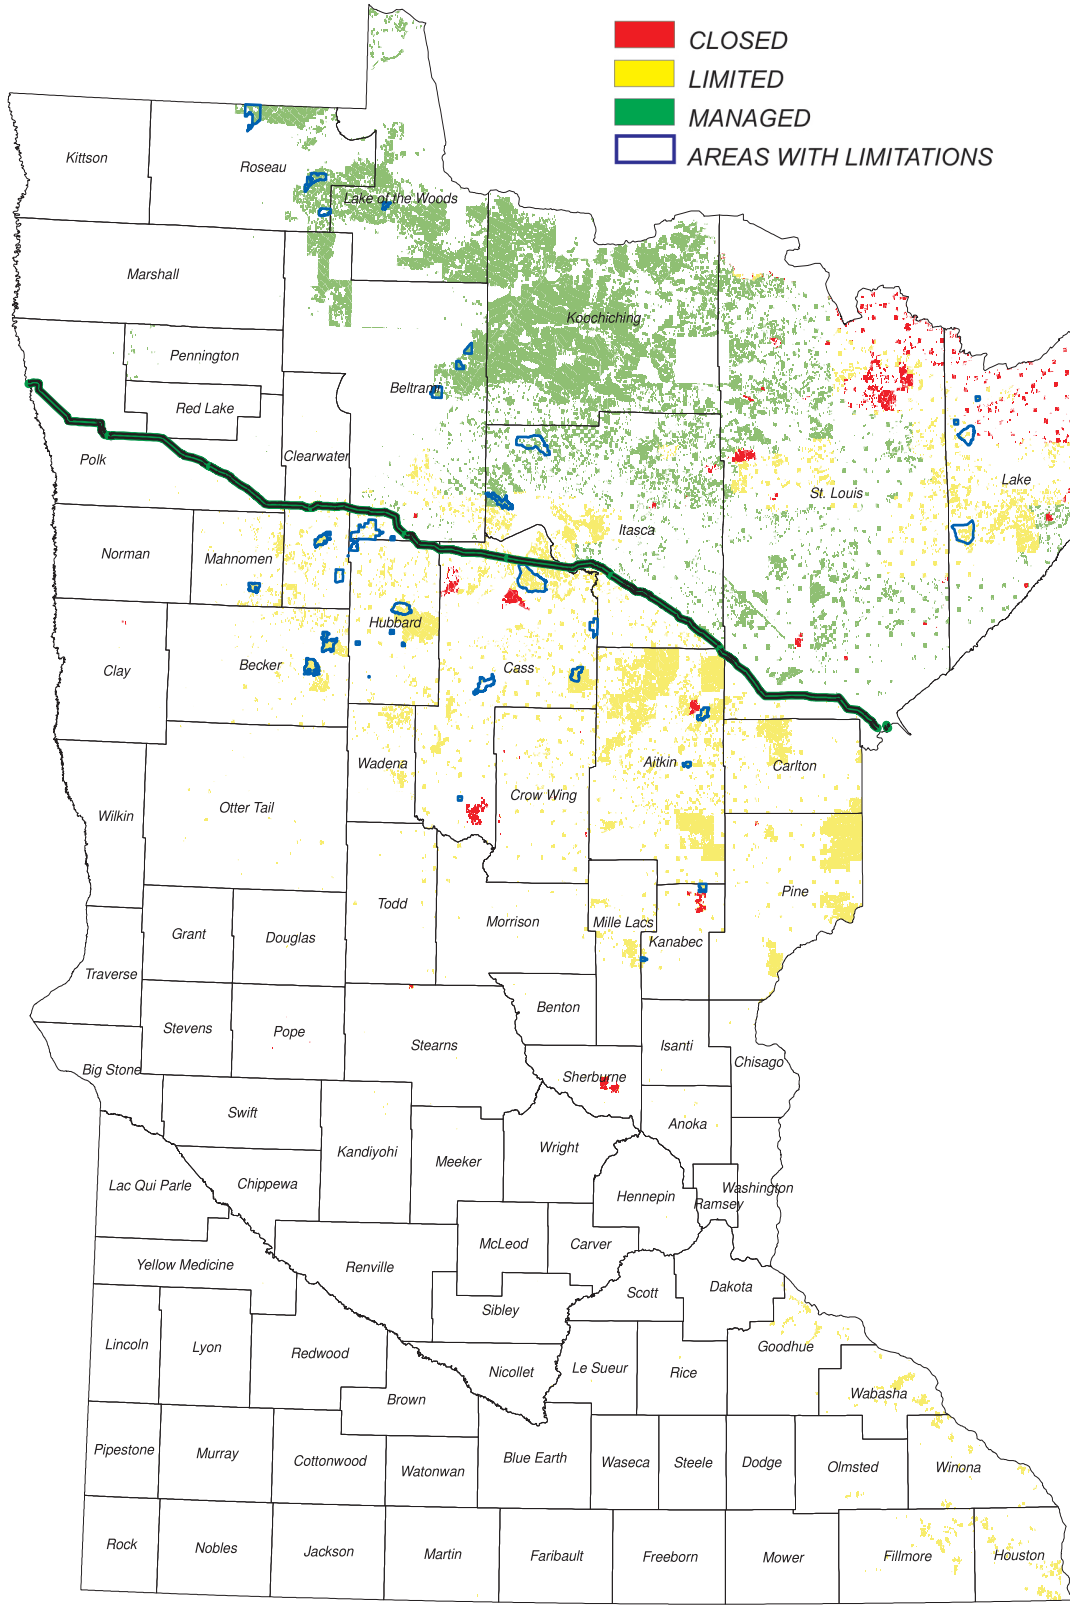 CLOSED
LIMITED
MANAGED
AREAS WITH LIMITATIONS
Kittson
Roseau
Lake of the Woods
Marshall
Koochiching
Pennington
Beltrami
Red Lake
Clearwater
Polk
St. Louis
Lake
Itasca
Norman
Mahnomen
Hubbard
Becker
Cass
Clay
Wadena
Aitkin
Carlton
Crow Wing
Otter Tail
Wilkin
Pine
Todd
Morrison
Mille Lacs
Kanabec
Grant
Douglas
Traverse
Benton
Stevens
Pope
Stearns
Isanti
Chisago
Big Stone
Sherburne
Swift
Anoka
Kandiyohi
Meeker
Wright
Lac Qui Parle
Chippewa
Hennepin
Washington
Ramsey
McLeod
Carver
Yellow Medicine
Renville
Scott
Dakota
Sibley
Lincoln
Lyon
Redwood
Goodhue
Nicollet
Le Sueur
Rice
Brown
Wabasha
Pipestone
Murray
Cottonwood
Watonwan
Blue Earth
Waseca
Steele
Dodge
Olmsted
Winona
Rock
Nobles
Jackson
Martin
Faribault
Freeborn
Mower
Fillmore
Houston